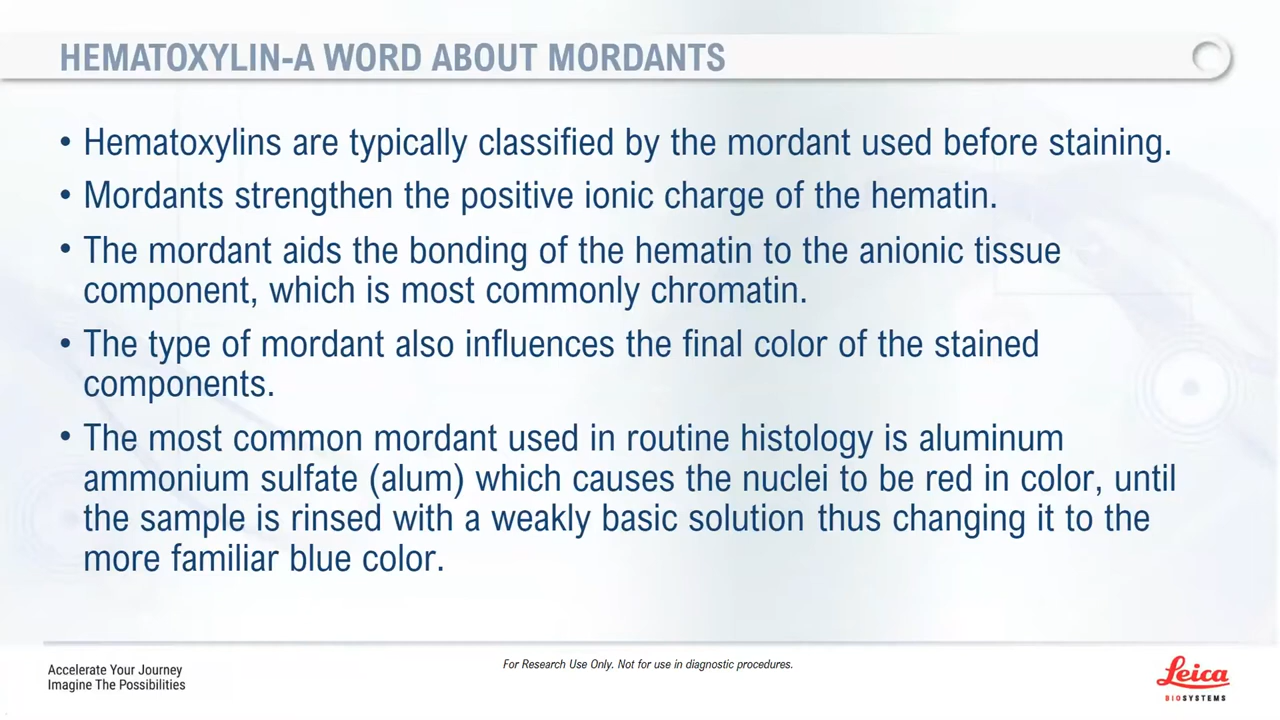 HEMATOXYLIN-A WORD ABOUT MORDANTS
• Hematoxylins are typically classified by the mordant used before staining.
• Mordants strengthen the positive ionic charge of the hematin.
• The mordant aids the bonding of the hematin to the anionic tissue
component, which is most commonly chromatin.
• The type of mordant also influences the final color of the stained
components.
• The most common mordant used in routine histology is aluminum
ammonium sulfate (alum) which causes the nuclei to be red in color, until
the sample is rinsed with a weakly basic solution thus changing it to the
more familiar blue color.
Accelerate Your Journey
Imagine The Possibilities
For Research Use Only. Not for use in diagnostic procedures.
Leica
BIOSYSTEMS